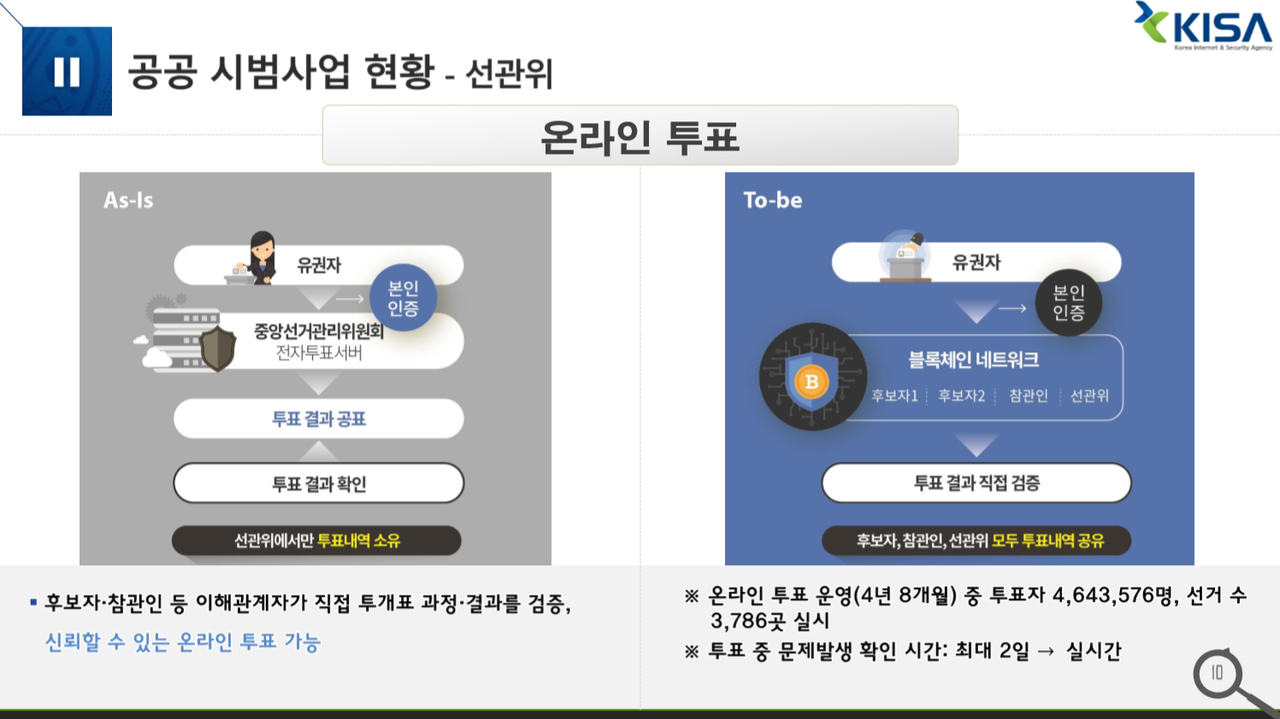 KISA
Korea Internet & Security Agency
II
공공 시범사업 현황 - 선관위
온라인 투표
As-Is
유권자
본인
인증
중앙선거관리위원회
전자투표서버
투표 결과 공표
투표 결과 확인
선관위에서만 투표내역 소유
To-be
유권자
본인
인증
B
블록체인 네트워크
후보자1 후보자2 참관인 선관위
투표 결과 직접 검증
후보자, 참관인, 선관위 모두 투표내역 공유
▪ 후보자·참관인 등 이해관계자가 직접 투개표 과정·결과를 검증,
신뢰할 수 있는 온라인 투표 가능
※ 온라인 투표 운영(4년 8개월) 중 투표자 4,643,576명, 선거 수
3,786곳 실시
※ 투표 중 문제발생 확인 시간: 최대 2일 → 실시간
10